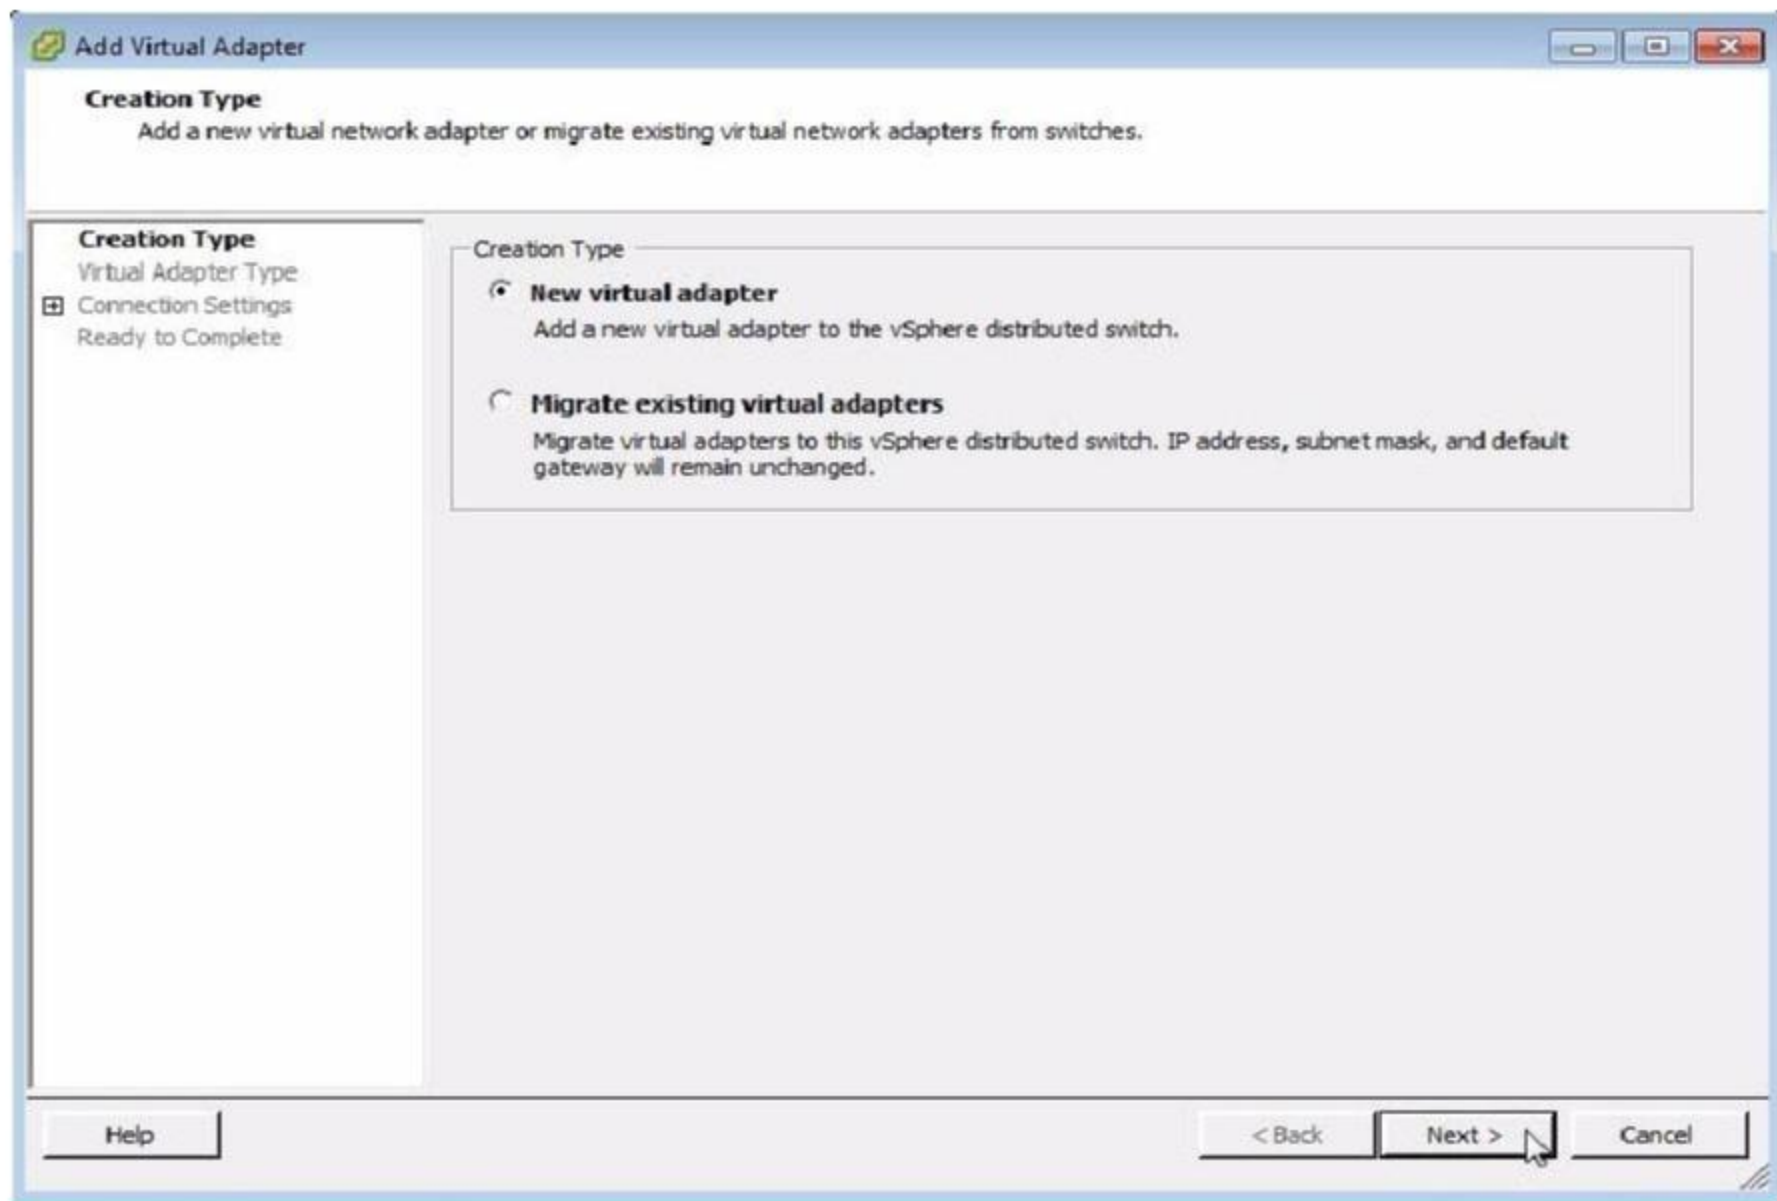 Add Virtual Adapter
Creation Type
Add a new virtual network adapter or migrate existing virtual network adapters from switches.
Creation Type
Virtual Adapter Type
Connection Settings
Ready to Complete
Creation Type
New virtual adapter
Add a new virtual adapter to the vSphere distributed switch.
Migrate existing virtual adapters
Migrate virtual adapters to this vSphere distributed switch. IP address, subnet mask, and default
gateway will remain unchanged.
Help
< Back
Next >
Cancel